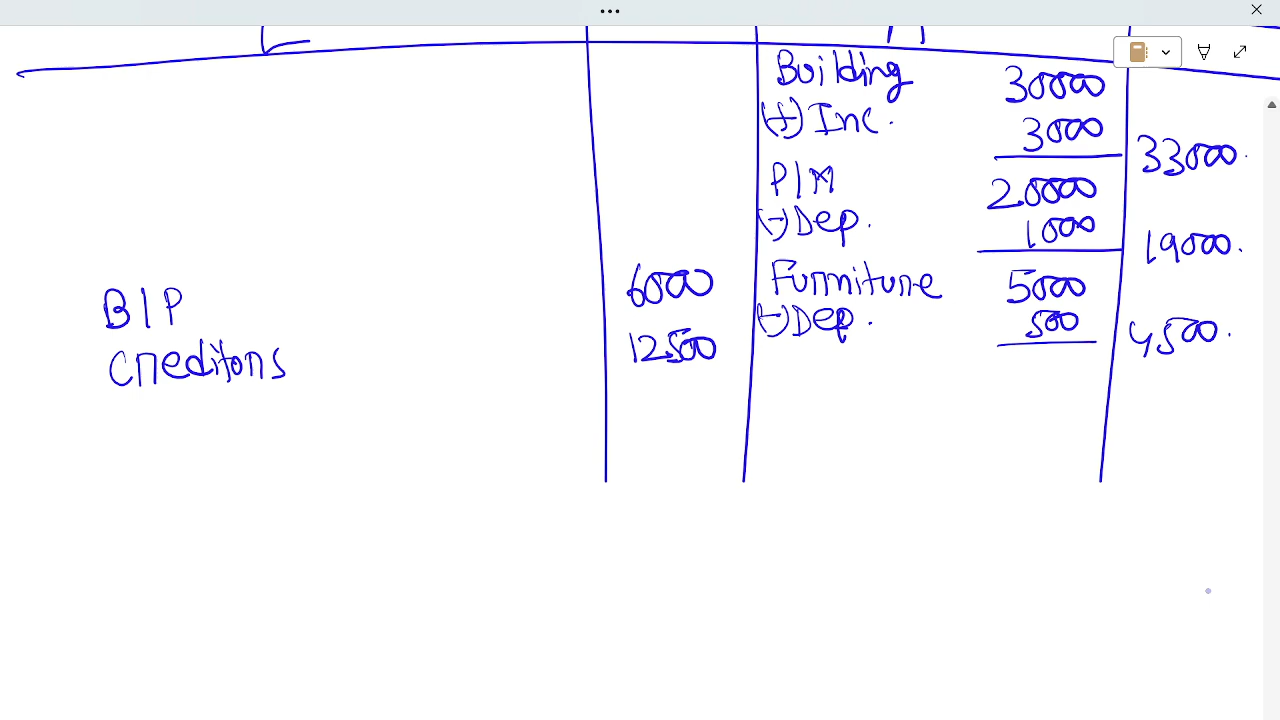 Building 30000
(+) Inc. 3000 33000.
P/M 20000
(-) Dep. 1000 19000.
B/P 6000 Furniture 5000
Creditors 12500 (-) Dep. 500 4500.